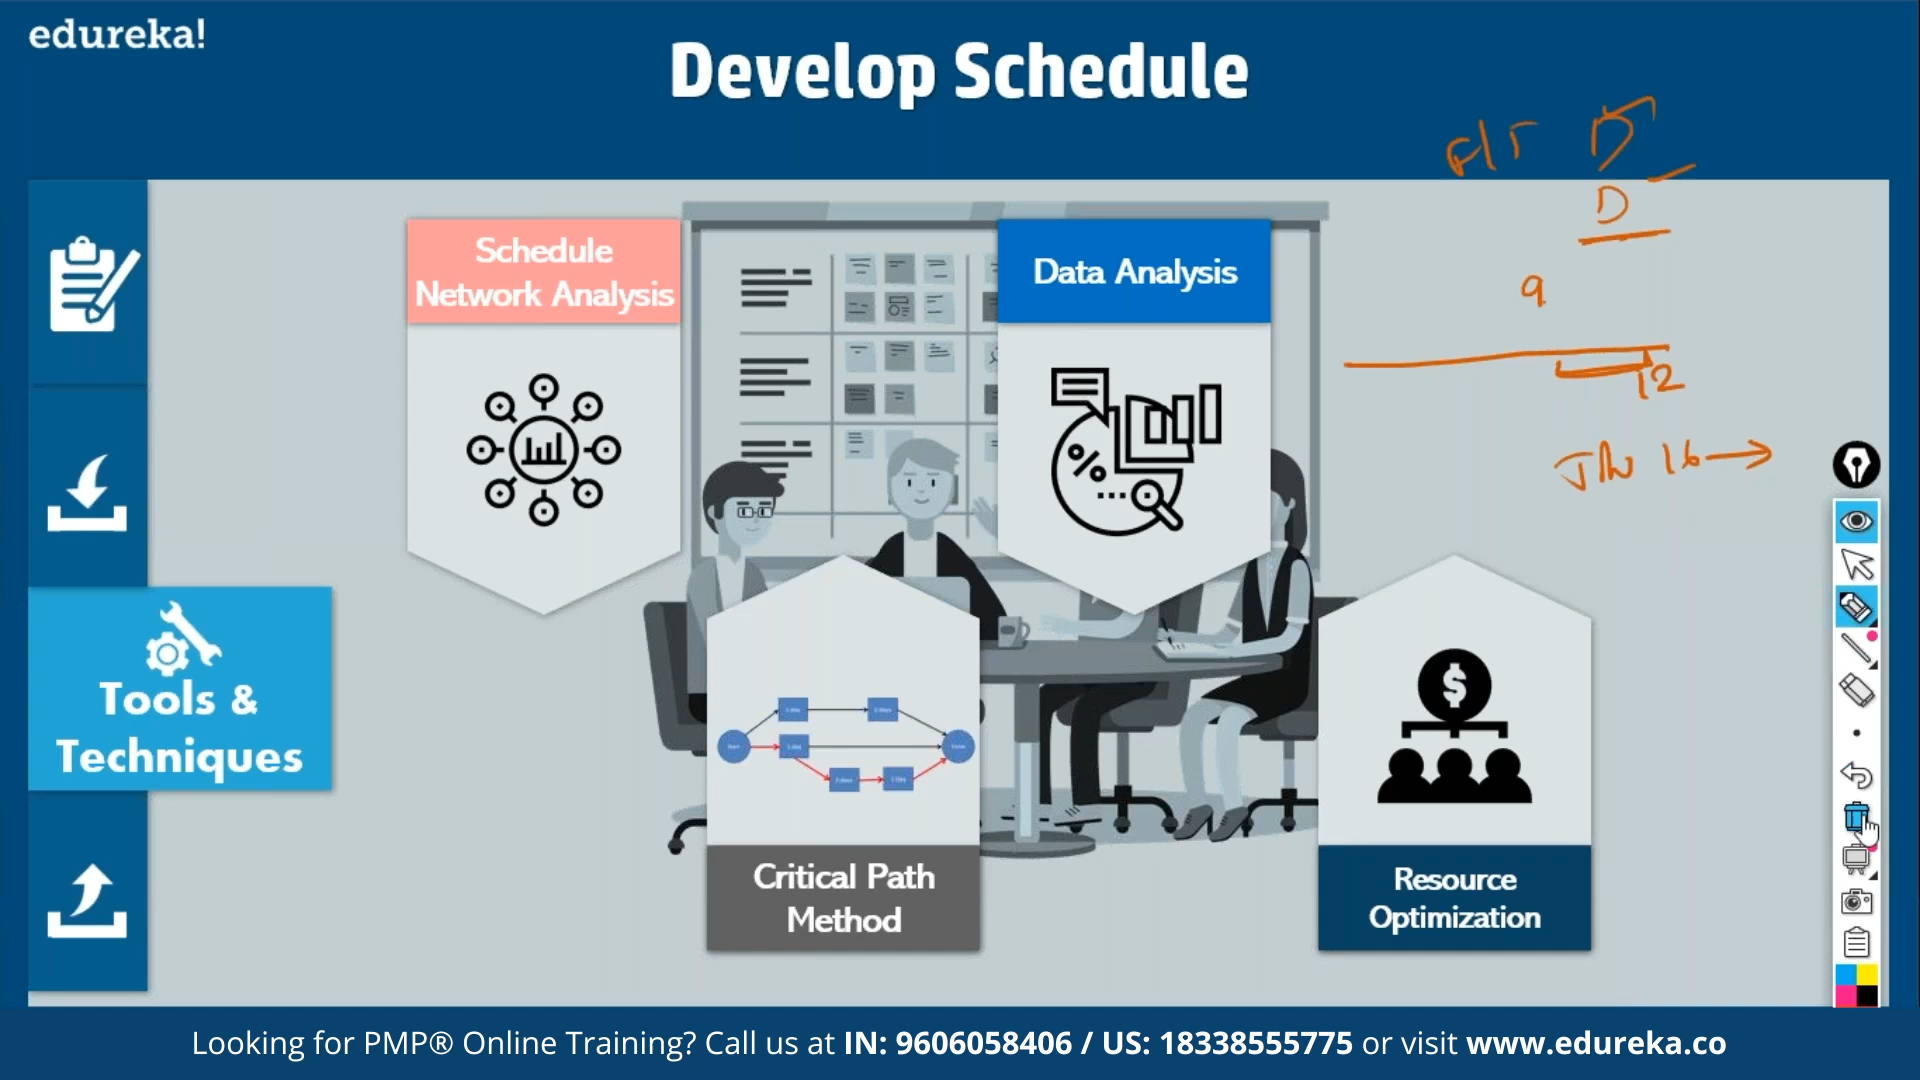 edureka!
Develop Schedule
D
D
9
12
16
Schedule
Network Analysis
Data Analysis
%
$
Tools &
Techniques
Critical Path
Method
Resource
Optimization
Looking for PMP® Online Training? Call us at IN: 9606058406 / US: 18338555775 or visit www.edureka.co